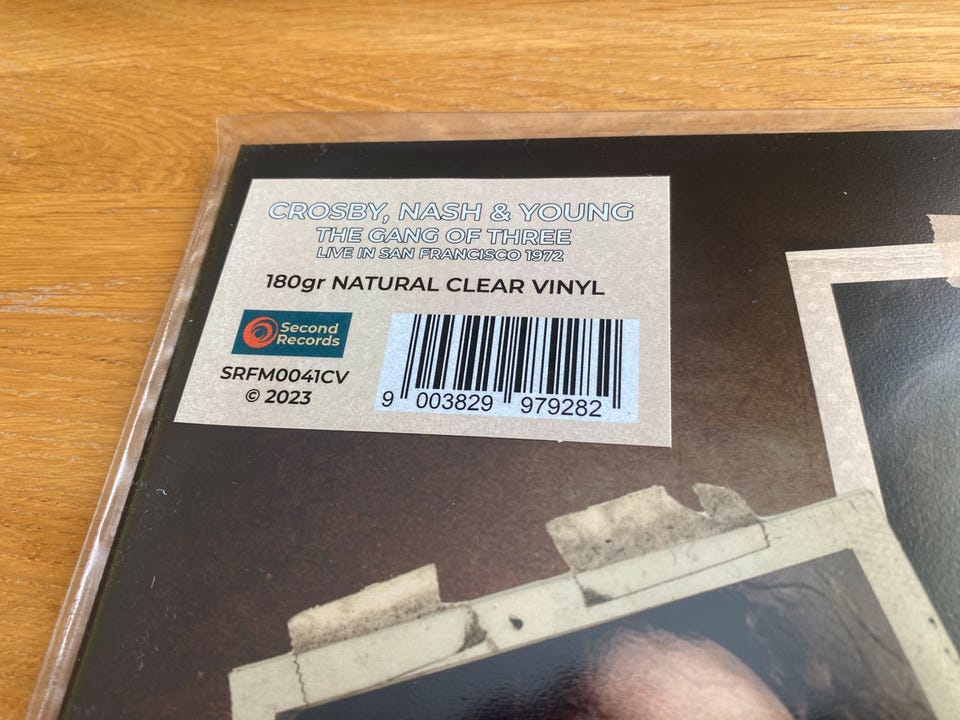 CROSBY, NASH & YOUNG
THE GANG OF THREE
LIVE IN SAN FRANCISCO 1972
180gr NATURAL CLEAR VINYL
Second
Records
SRFM0041CV
© 2023
9 003829 979282